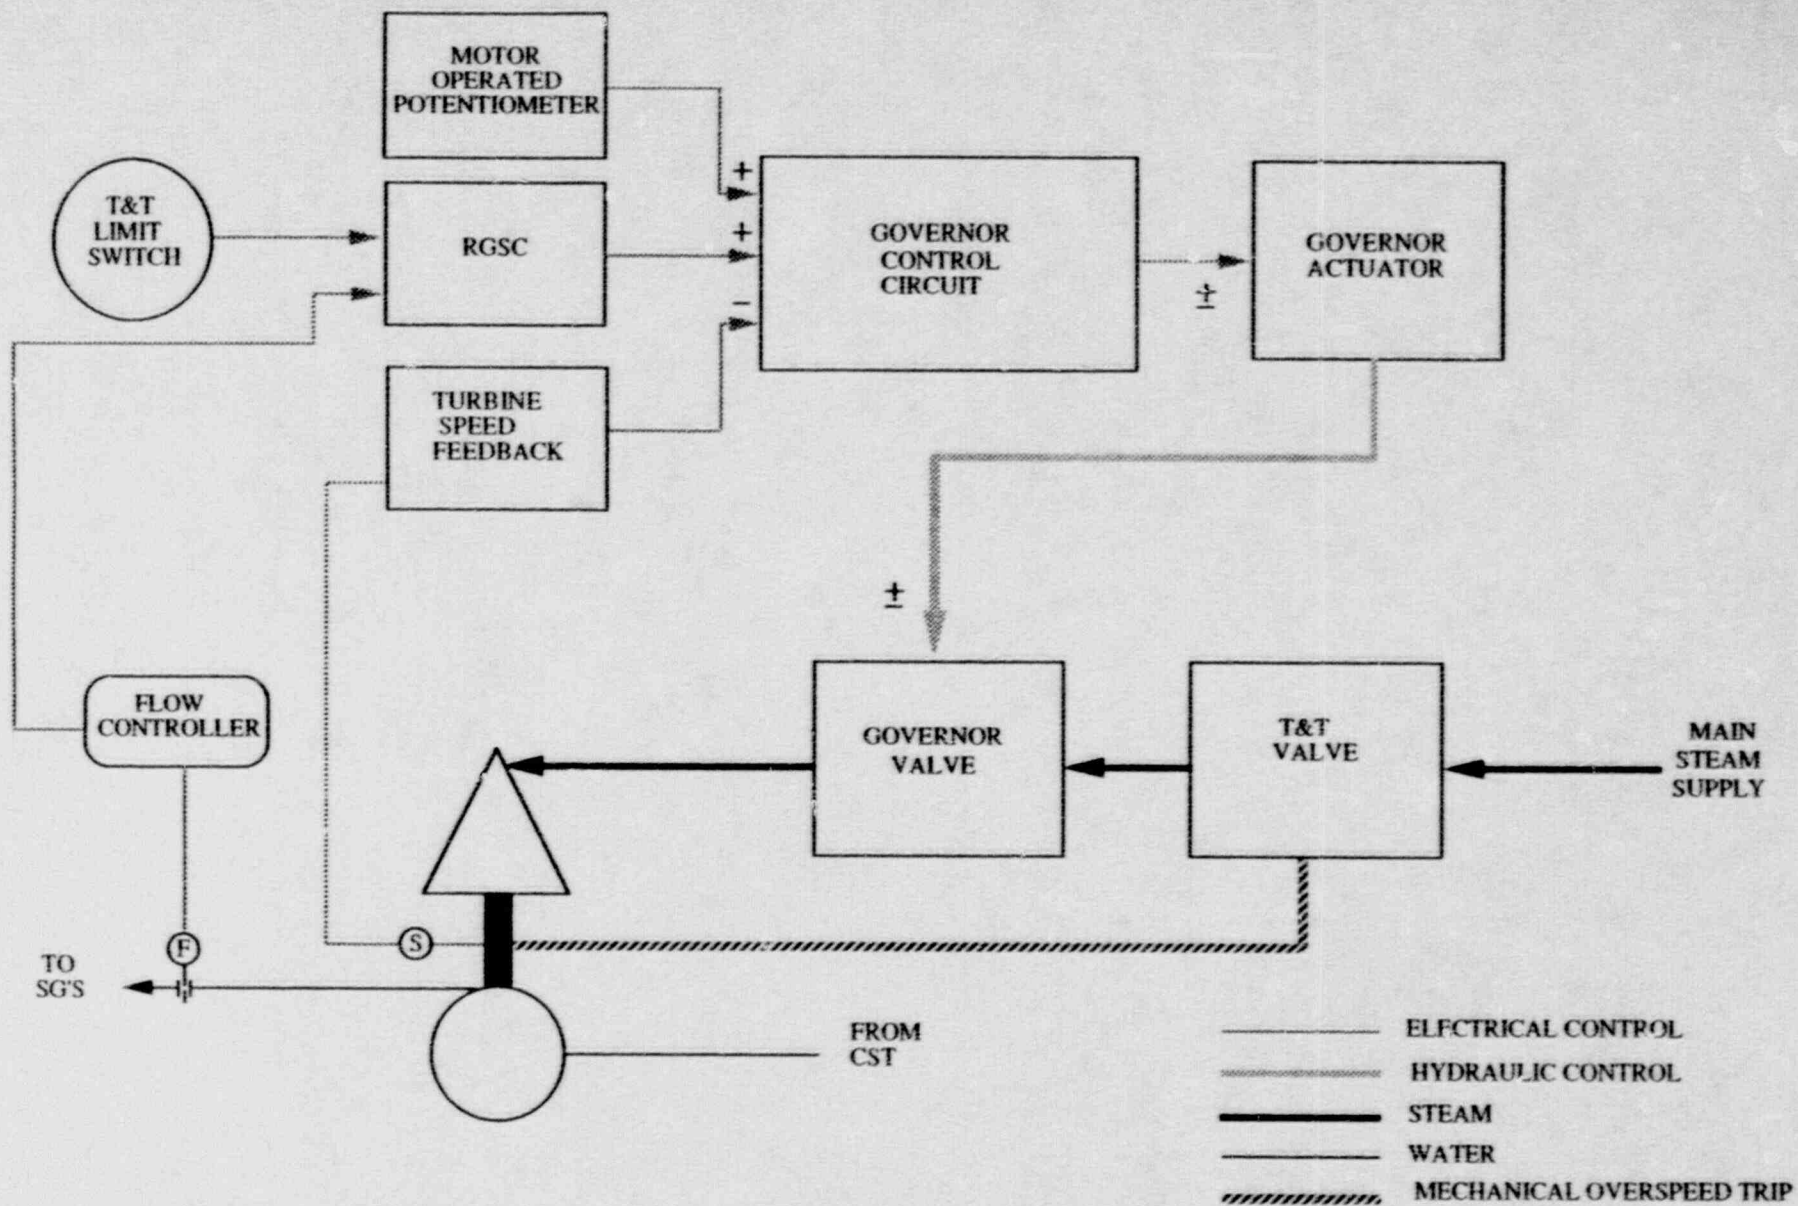 MOTOR
OPERATED
POTENTIOMETER
T&T
LIMIT
SWITCH
RGSC
TURBINE
SPEED
FEEDBACK
+
+
-
GOVERNOR
CONTROL
CIRCUIT
±
GOVERNOR
ACTUATOR
±
FLOW
CONTROLLER
GOVERNOR
VALVE
T&T
VALVE
MAIN
STEAM
SUPPLY
F
S
TO
SG'S
FROM
CST
ELECTRICAL CONTROL
HYDRAULIC CONTROL
STEAM
WATER
MECHANICAL OVERSPEED TRIP